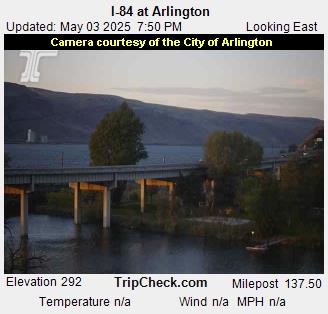 I-84 at Arlington
Updated: May 03 2025 7:50 PM Looking East
Camera courtesy of the City of Arlington
Elevation 292 TripCheck.com Milepost 137.50
Temperature n/a Wind n/a MPH n/a